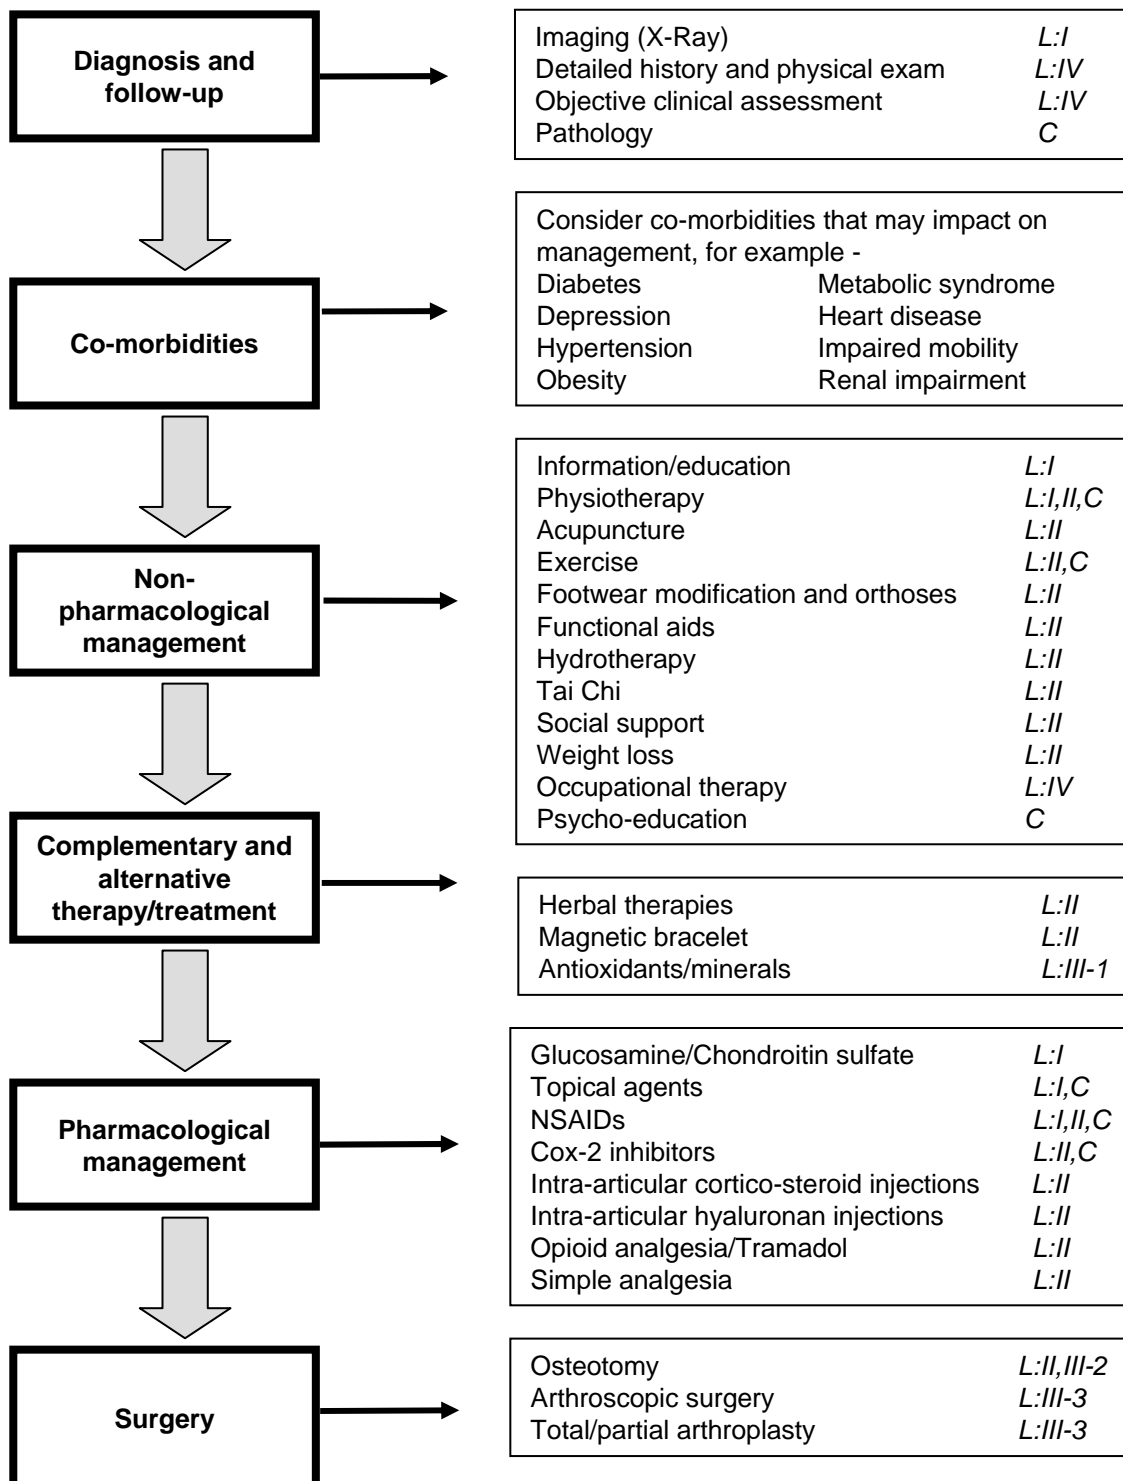 Diagnosis and
follow-up
Imaging (X-Ray) L:I
Detailed history and physical exam L:IV
Objective clinical assessment L:IV
Pathology C
Co-morbidities
Consider co-morbidities that may impact on
management, for example -
Diabetes Metabolic syndrome
Depression Heart disease
Hypertension Impaired mobility
Obesity Renal impairment
Non-
pharmacological
management
Information/education L:I
Physiotherapy L:I,II,C
Acupuncture L:II
Exercise L:II,C
Footwear modification and orthoses L:II
Functional aids L:II
Hydrotherapy L:II
Tai Chi L:II
Social support L:II
Weight loss L:II
Occupational therapy L:IV
Psycho-education C
Complementary and
alternative
therapy/treatment
Herbal therapies L:II
Magnetic bracelet L:II
Antioxidants/minerals L:III-1
Pharmacological
management
Glucosamine/Chondroitin sulfate L:I
Topical agents L:I,C
NSAIDs L:I,II,C
Cox-2 inhibitors L:II,C
Intra-articular cortico-steroid injections L:II
Intra-articular hyaluronan injections L:II
Opioid analgesia/Tramadol L:II
Simple analgesia L:II
Surgery
Osteotomy L:II,III-2
Arthroscopic surgery L:III-3
Total/partial arthroplasty L:III-3